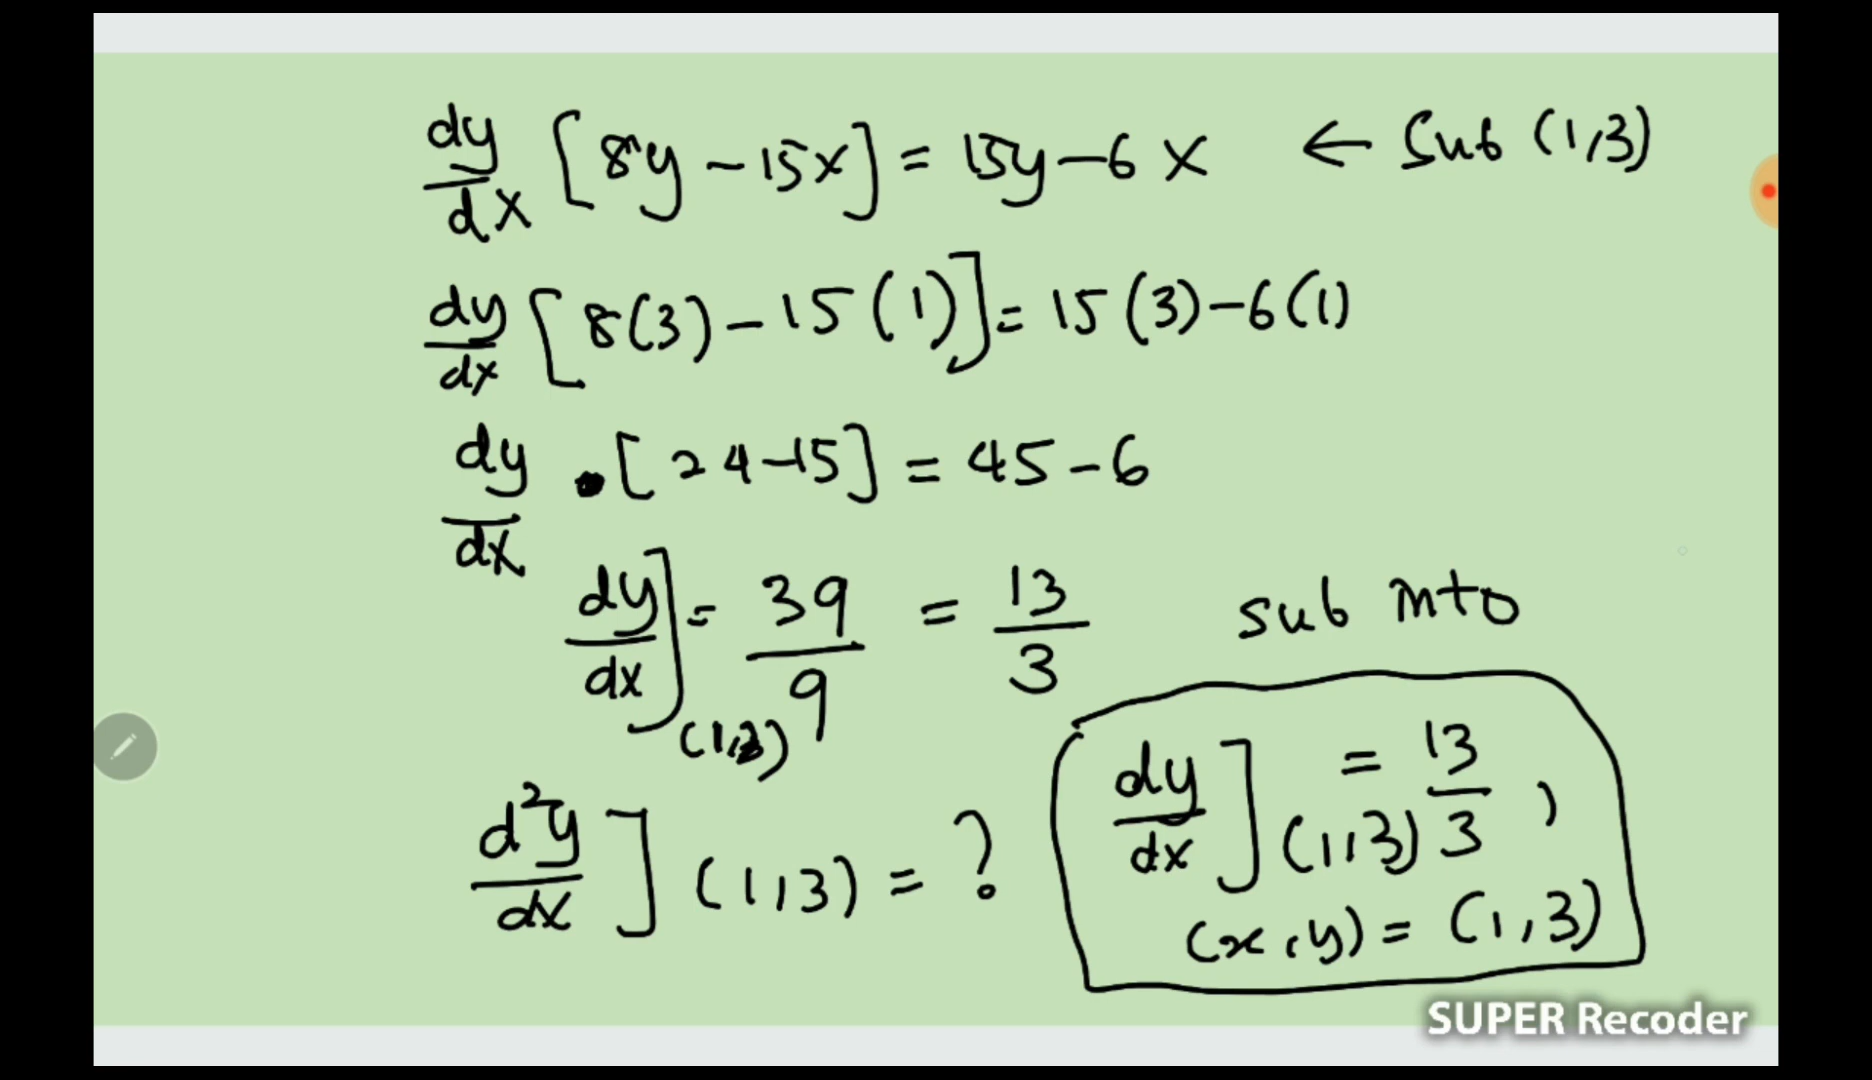 dy/dx [8y - 15x] = 15y - 6x ← Sub (1,3)
dy/dx [8(3) - 15(1)] = 15(3) - 6(1)
dy/dx • [24 - 15] = 45 - 6
dy/dx](1,3) = 39/9 = 13/3 sub into
d²y/dx](1,3) = ?
dy/dx](1,3) = 13/3 ,
(x,y) = (1,3)
SUPER Recoder